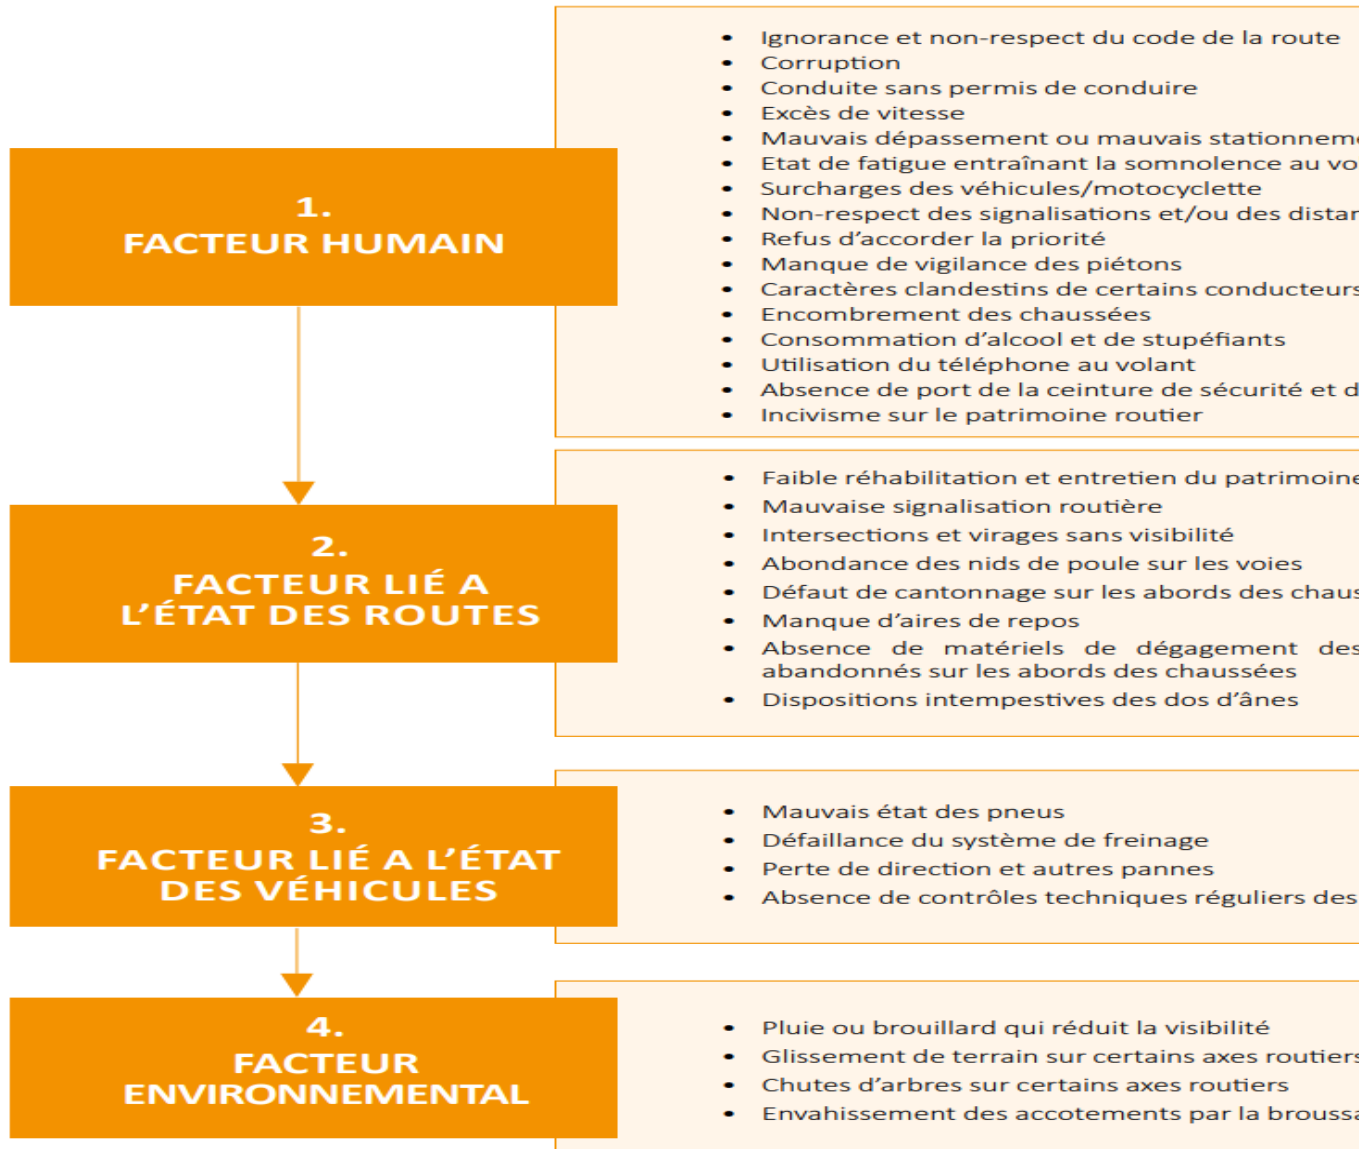 • Ignorance et non-respect du code de la route
• Corruption
• Conduite sans permis de conduire
• Excès de vitesse
• Mauvais dépassement ou mauvais
• Etat de fatigue entraînant la somnolence au
• Surcharges des véhicules/motocyclette
• Non-respect des signalisations et/ou des
• Refus d'accorder la priorité
• Manque de vigilance des piétons
• Caractères clandestins de certains conducteurs
• Encombrement des chaussées
• Consommation d'alcool et de stupéfiants
• Utilisation du téléphone au volant
• Absence de port de la ceinture de sécurité et
• Incivisme sur le patrimoine routier
1.
FACTEUR HUMAIN
• Faible réhabilitation et entretien du patrimoine
• Mauvaise signalisation routière
• Intersections et virages sans visibilité
• Abondance des nids de poule sur les voies
• Défaut de cantonnage sur les abords des
• Manque d'aires de repos
• Absence de matériels de dégagement des
abandonnés sur les abords des chaussées
• Dispositions intempestives des dos d'ânes
2.
FACTEUR LIÉ A
L'ÉTAT DES ROUTES
• Mauvais état des pneus
• Défaillance du système de freinage
• Perte de direction et autres pannes
• Absence de contrôles techniques réguliers des
3.
FACTEUR LIÉ A L'ÉTAT
DES VÉHICULES
• Pluie ou brouillard qui réduit la visibilité
• Glissement de terrain sur certains axes routiers
• Chutes d'arbres sur certains axes routiers
• Envahissement des accotements par la
4.
FACTEUR
ENVIRONNEMENTAL